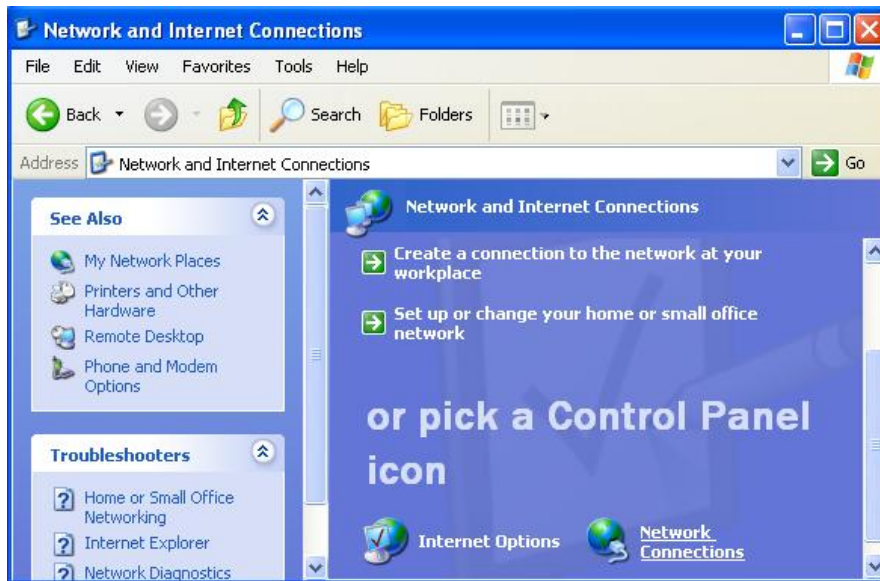 Network and Internet Connections
File Edit View Favorites Tools Help
Back Search Folders
Address Network and Internet Connections Go
See Also
My Network Places
Printers and Other
Hardware
Remote Desktop
Phone and Modem
Options
Troubleshooters
Home or Small Office
Networking
Internet Explorer
Network Diagnostics
Network and Internet Connections
Create a connection to the network at your
workplace
Set up or change your home or small office
network
or pick a Control Panel
icon
Internet Options
Network
Connections